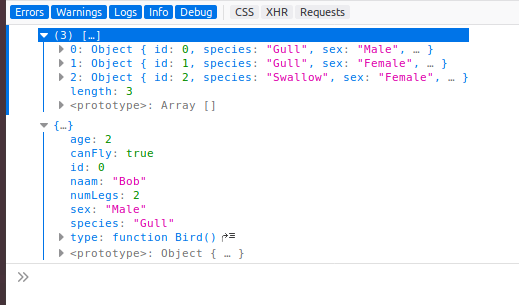 Errors Warnings Logs Info Debug CSS XHR Requests
(3) […]
0: Object { id: 0, species: "Gull", sex: "Male", … }
1: Object { id: 1, species: "Gull", sex: "Female", … }
2: Object { id: 2, species: "Swallow", sex: "Female", … }
length: 3
<prototype>: Array []
{…}
age: 2
canFly: true
id: 0
naam: "Bob"
numLegs: 2
sex: "Male"
species: "Gull"
type: function Bird()
<prototype>: Object { … }